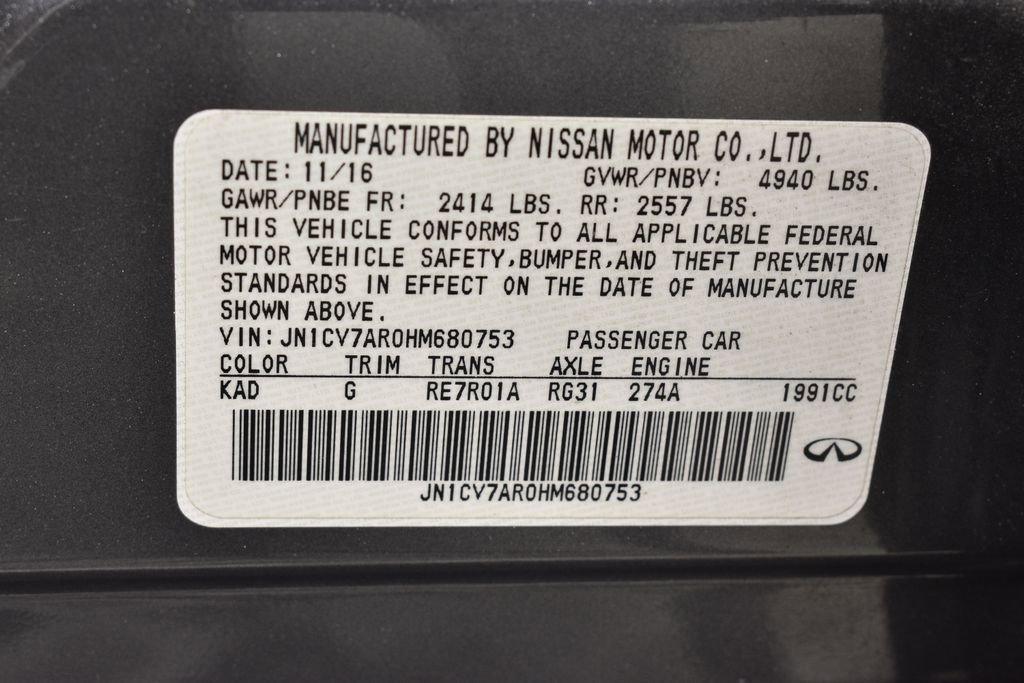 MANUFACTURED BY NISSAN MOTOR CO.,LTD.
DATE: 11/16 GVWR/PNBV: 4940 LBS.
GAWR/PNBE FR: 2414 LBS. RR: 2557 LBS.
THIS VEHICLE CONFORMS TO ALL APPLICABLE FEDERAL
MOTOR VEHICLE SAFETY,BUMPER,AND THEFT PREVENTION
STANDARDS IN EFFECT ON THE DATE OF MANUFACTURE
SHOWN ABOVE.
VIN: JN1CV7AR0HM680753 PASSENGER CAR
COLOR TRIM TRANS AXLE ENGINE
KAD G RE7R01A RG31 274A 1991CC
JN1CV7AR0HM680753